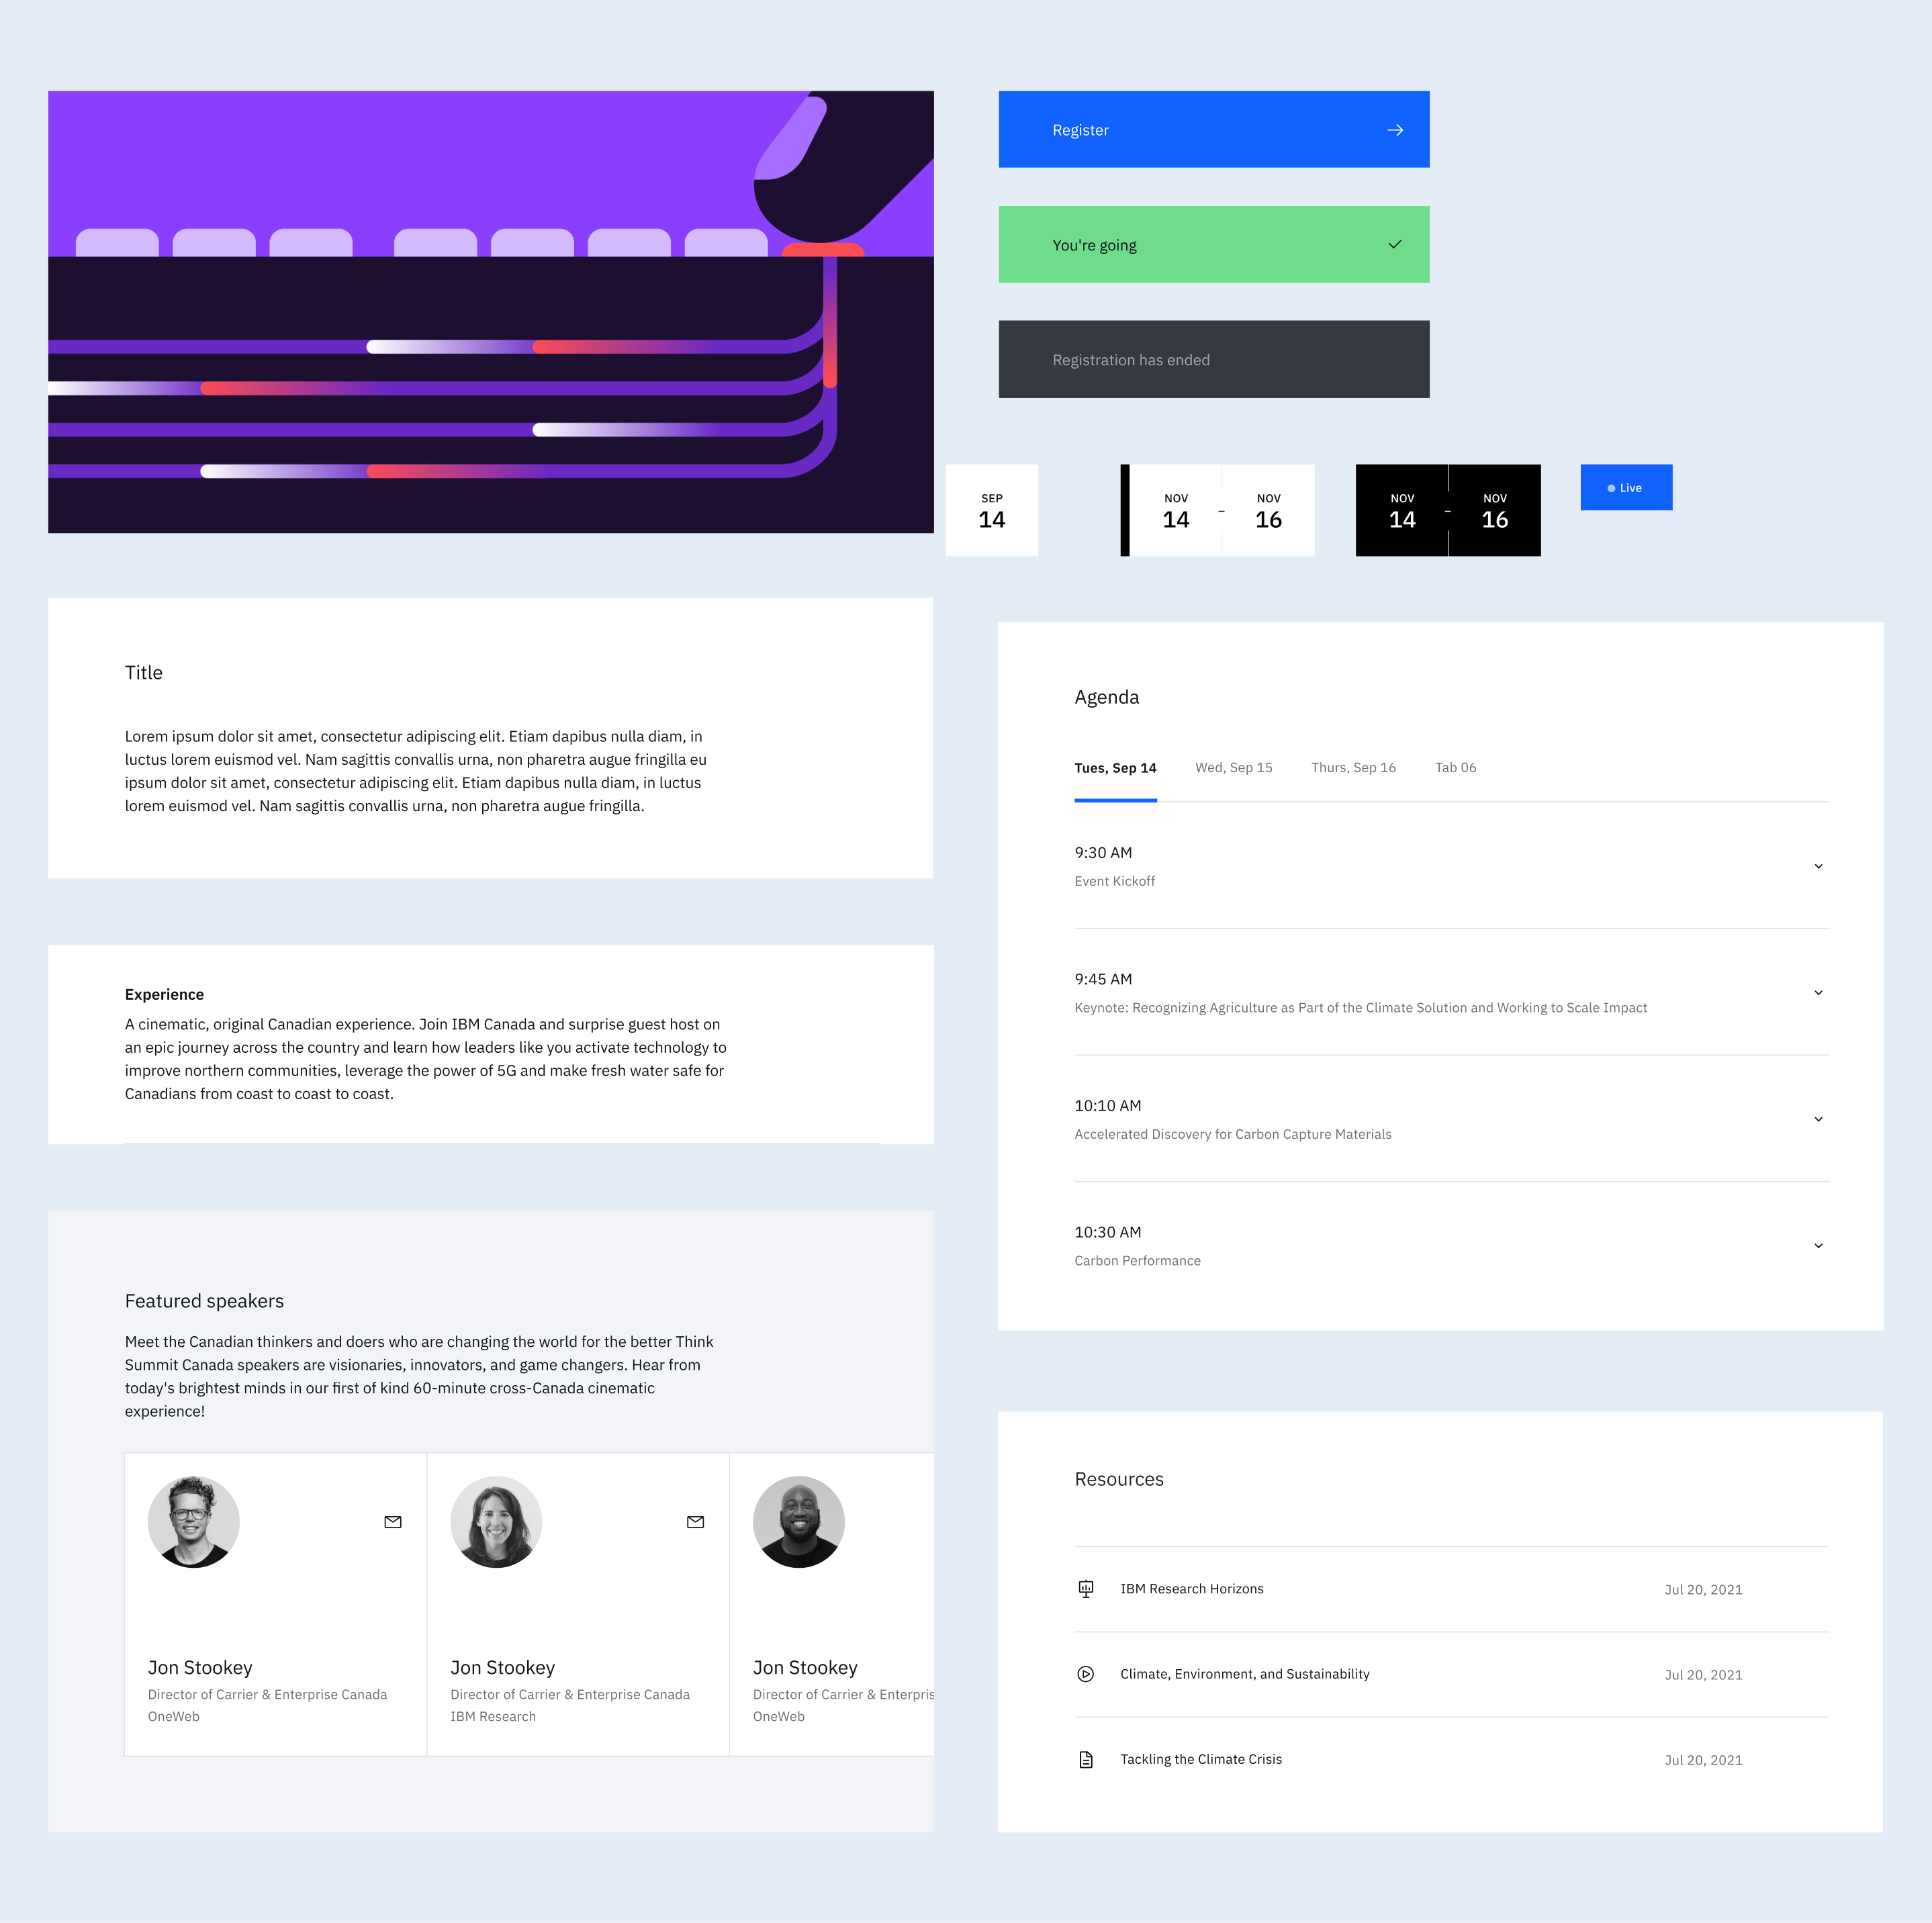 Register
You're going
Registration has ended
SEP
14
NOV
14
–
NOV
16
NOV
14
–
NOV
16
Live
Title
Lorem ipsum dolor sit amet, consectetur adipiscing elit. Etiam dapibus nulla diam, in
luctus lorem euismod vel. Nam sagittis convallis urna, non pharetra augue fringilla eu
ipsum dolor sit amet, consectetur adipiscing elit. Etiam dapibus nulla diam, in luctus
lorem euismod vel. Nam sagittis convallis urna, non pharetra augue fringilla.
Experience
A cinematic, original Canadian experience. Join IBM Canada and surprise guest host on
an epic journey across the country and learn how leaders like you activate technology to
improve northern communities, leverage the power of 5G and make fresh water safe for
Canadians from coast to coast to coast.
Featured speakers
Meet the Canadian thinkers and doers who are changing the world for the better Think
Summit Canada speakers are visionaries, innovators, and game changers. Hear from
today's brightest minds in our first of kind 60-minute cross-Canada cinematic
experience!
Jon Stookey
Director of Carrier & Enterprise Canada
OneWeb
Jon Stookey
Director of Carrier & Enterprise Canada
IBM Research
Jon Stookey
Director of Carrier & Enterpris
OneWeb
Agenda
Tues, Sep 14 Wed, Sep 15 Thurs, Sep 16 Tab 06
9:30 AM
Event Kickoff
9:45 AM
Keynote: Recognizing Agriculture as Part of the Climate Solution and Working to Scale Impact
10:10 AM
Accelerated Discovery for Carbon Capture Materials
10:30 AM
Carbon Performance
Resources
IBM Research Horizons Jul 20, 2021
Climate, Environment, and Sustainability Jul 20, 2021
Tackling the Climate Crisis Jul 20, 2021